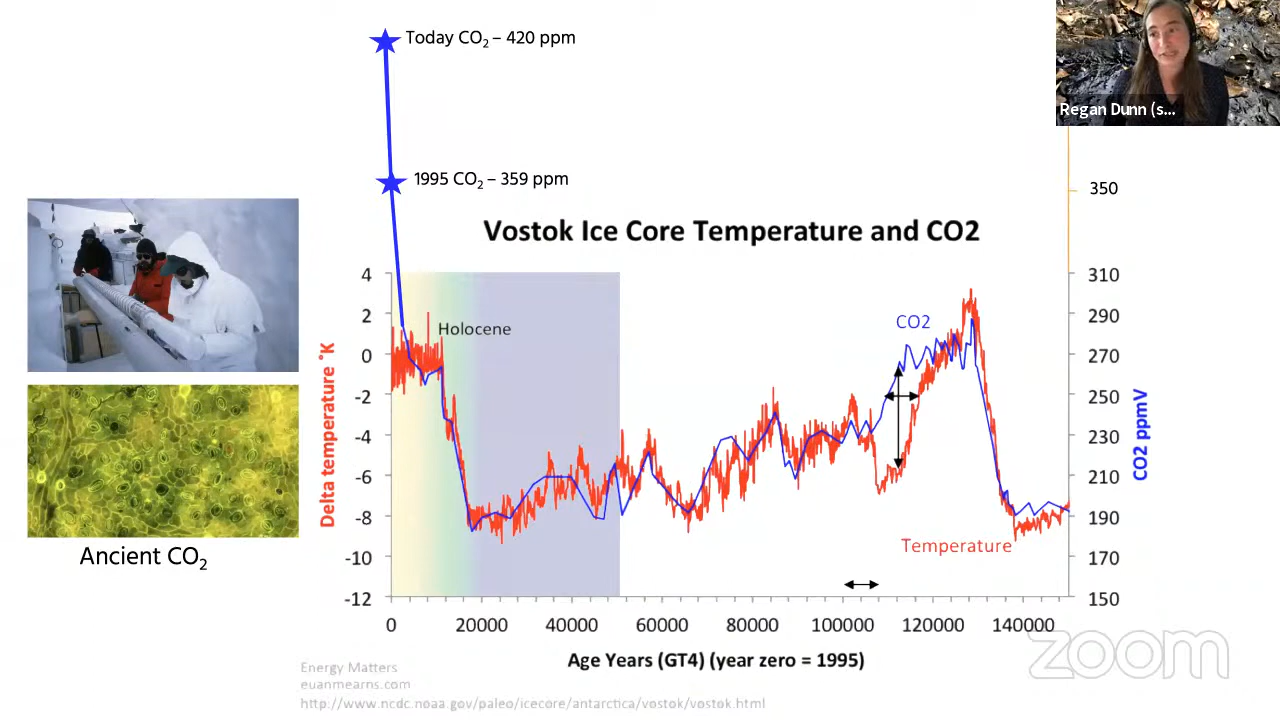 Today CO₂ – 420 ppm
Regan Dunn (s...
1995 CO₂ – 359 ppm
350
Vostok Ice Core Temperature and CO2
4
2
0
-2
-4
-6
-8
-10
-12
Delta temperature ˚K
Holocene
CO2
Temperature
310
290
270
250
230
210
190
170
150
CO2 ppmV
Ancient CO₂
0
20000
40000
60000
80000
100000
120000
140000
Age Years (GT4) (year zero = 1995)
zoom
Energy Matters
euanmearns.com
http://www.ncdc.noaa.gov/paleo/icecore/antarctica/vostok/vostok.html